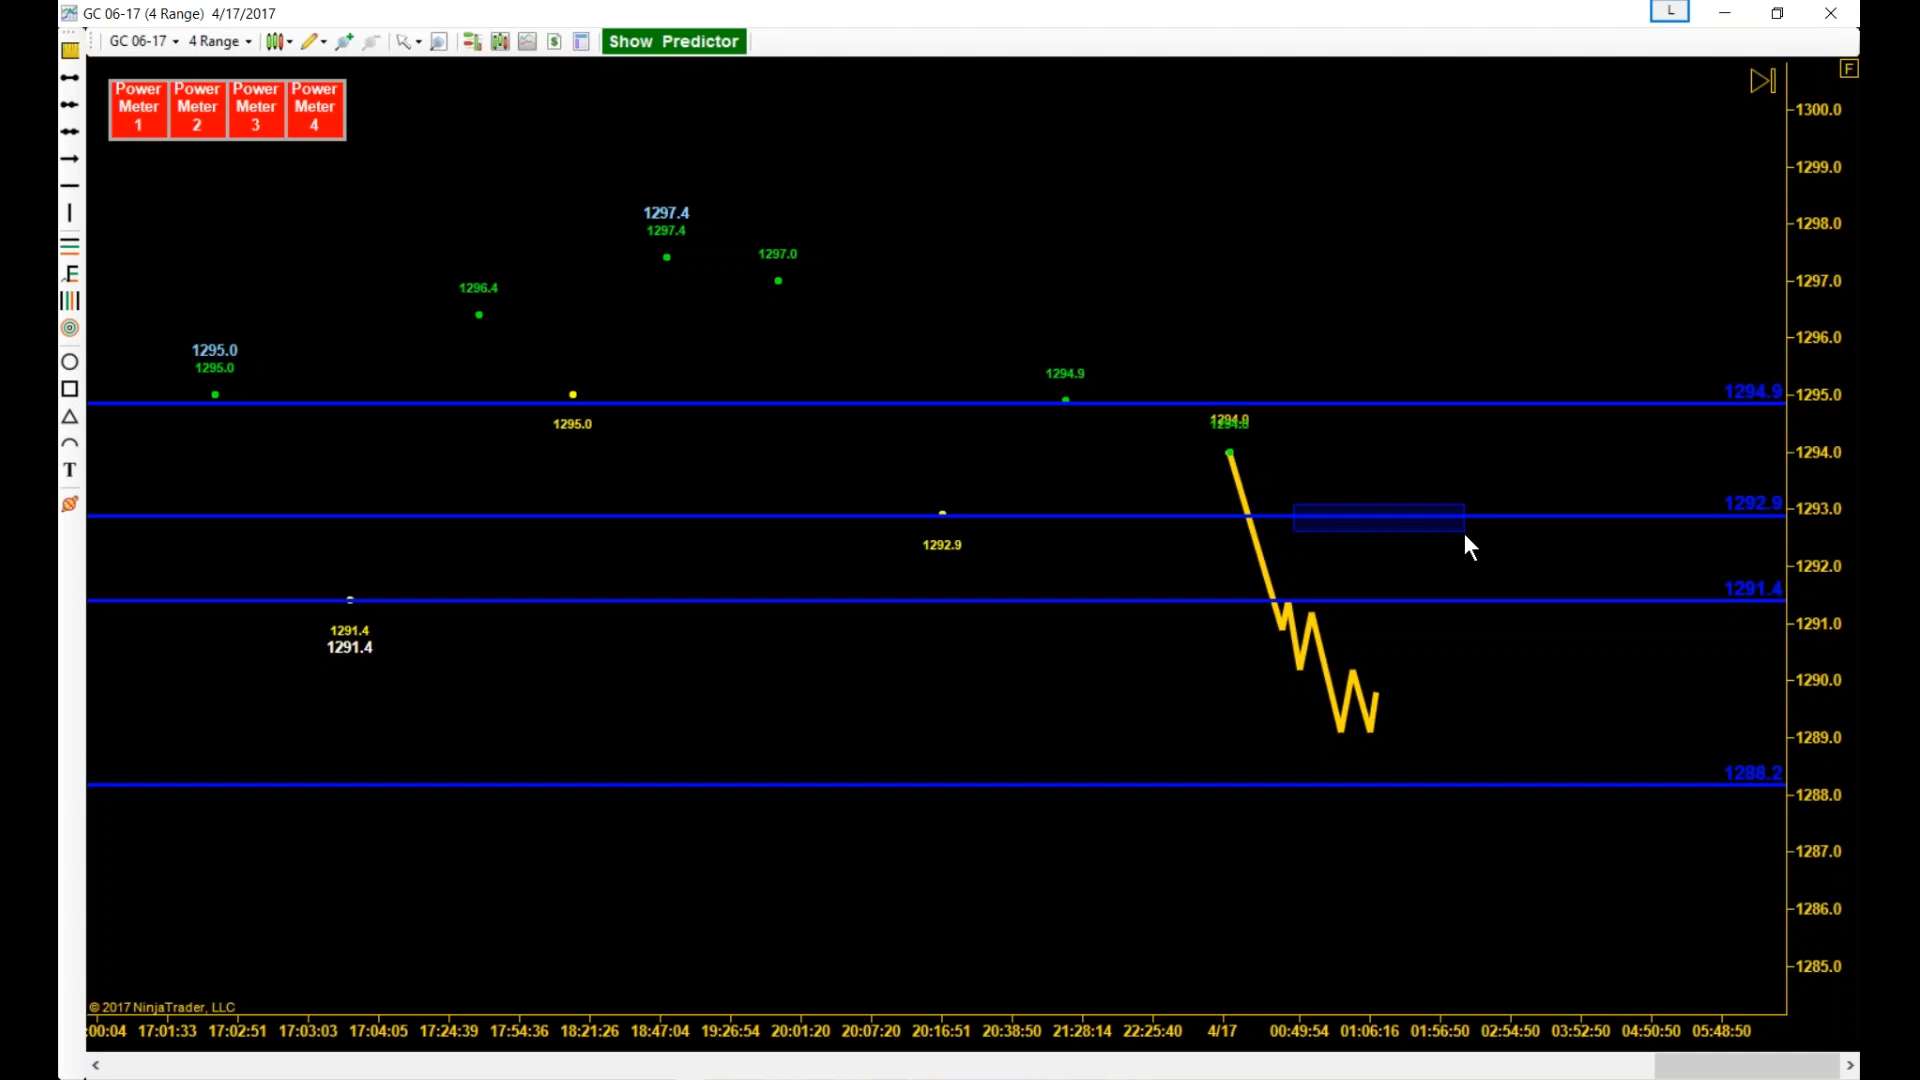 GC 06-17 (4 Range) 4/17/2017
L
GC 06-17 4 Range Show Predictor
F
Power Meter 1
Power Meter 2
Power Meter 3
Power Meter 4
1300.0
1299.0
1298.0
1297.0
1296.0
1295.0
1294.0
1293.0
1292.0
1291.0
1290.0
1289.0
1288.0
1287.0
1286.0
1285.0
1297.4
1297.4
1297.0
1296.4
1295.0
1295.0
1294.9
1294.9
1295.0
1294.0
1292.9
1292.9
1291.4
1291.4
1291.4
1288.2
T
© 2017 NinjaTrader, LLC
:00:04 17:01:33 17:02:51 17:03:03 17:04:05 17:24:39 17:54:36 18:21:26 18:47:04 19:26:54 20:01:20 20:07:20 20:16:51 20:38:50 21:28:14 22:25:40 4/17 00:49:54 01:06:16 01:56:50 02:54:50 03:52:50 04:50:50 05:48:50